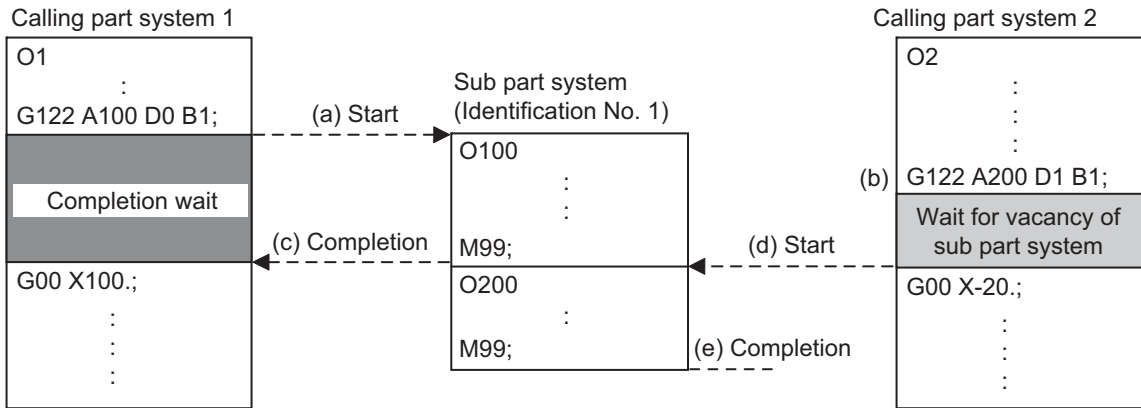 Calling part system 1
O1
:
G122 A100 D0 B1;
Completion wait
G00 X100.;
:
:
:
(a) Start
(c) Completion
Sub part system
(Identification No. 1)
O100
:
:
M99;
O200
:
M99;
(d) Start
(e) Completion
Calling part system 2
O2
:
:
:
(b)
G122 A200 D1 B1;
Wait for vacancy of
sub part system
G00 X-20.;
:
:
: